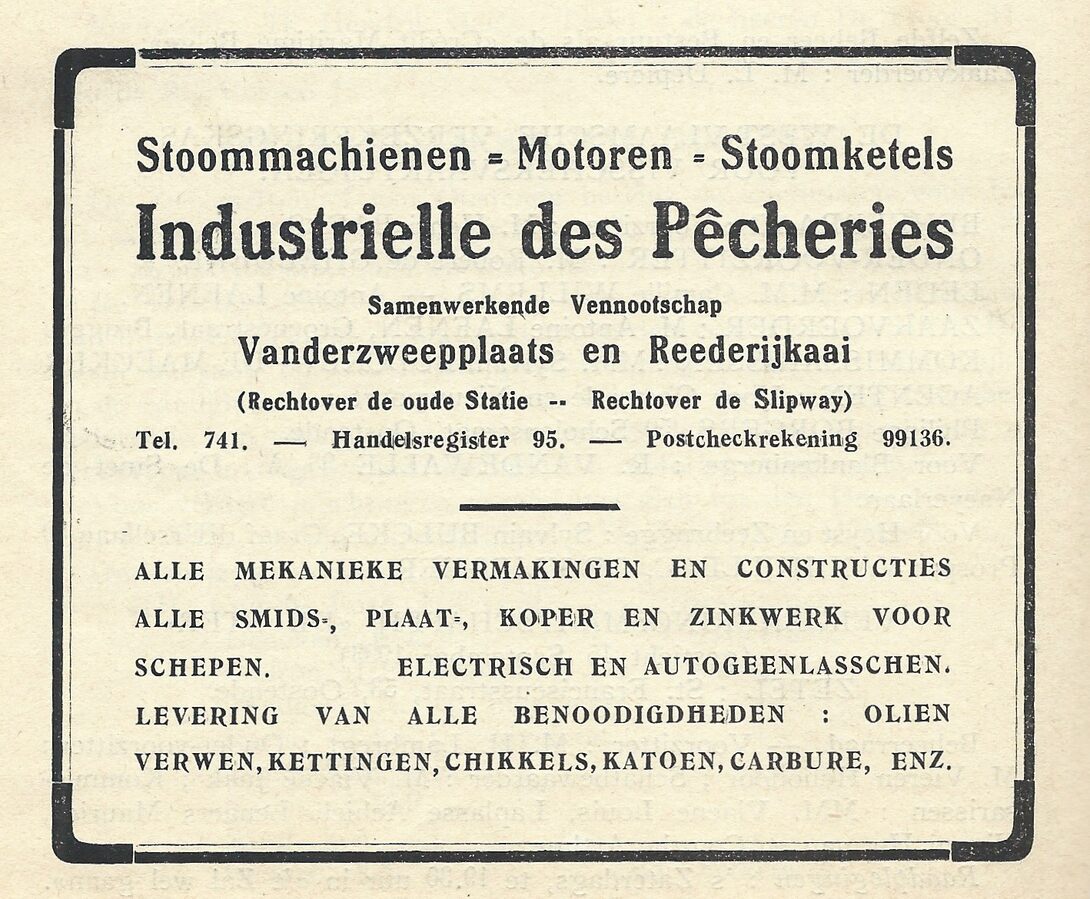 Stoommachienen = Motoren = Stoomketels
Industrielle des Pêcheries
Samenwerkende Vennootschap
Vanderzweepplaats en Reederijkaai
(Rechtover de oude Statie -- Rechtover de Slipway)
Tel. 741. — Handelsregister 95. — Postcheckrekening 99136.
ALLE MEKANIEKE VERMAKINGEN EN CONSTRUCTIES
ALLE SMIDS=, PLAAT=, KOPER EN ZINKWERK VOOR
SCHEPEN. ELECTRISCH EN AUTOGEENLASSCHEN.
LEVERING VAN ALLE BENOODIGDHEDEN : OLIEN
VERWEN, KETTINGEN, CHIKKELS, KATOEN, CARBURE, ENZ.